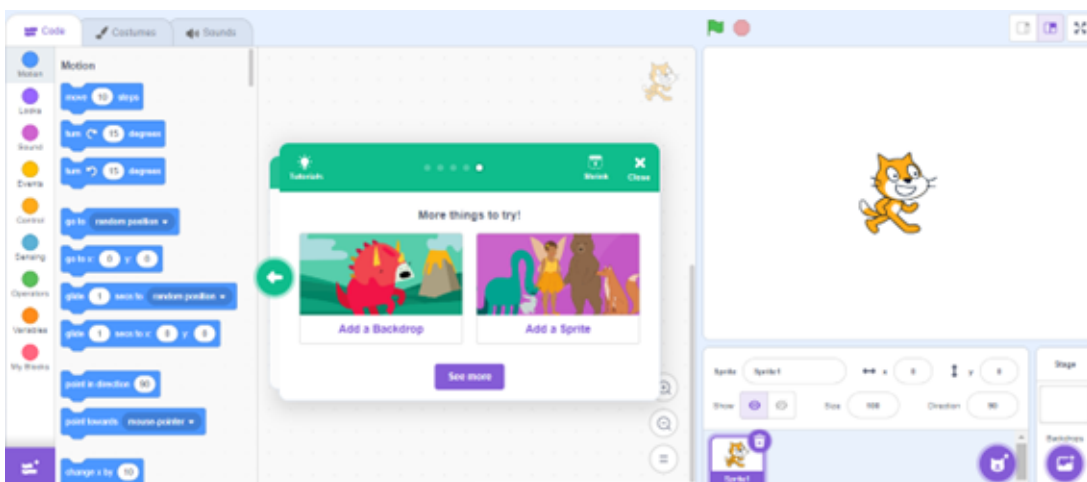 Code Costumes Sounds
Motion
Looks
Sound
Events
Control
Sensing
Operators
Variables
My Blocks
Motion
move 10 steps
turn 15 degrees
turn 15 degrees
go to random position
go to x: 0 y: 0
glide 1 secs to random position
glide 1 secs to x: 0 y: 0
point in direction 90
point towards mouse-pointer
change x by 10
Tutorials
Shrink
Close
More things to try!
Add a Backdrop
Add a Sprite
See more
Sprite Sprite1 x 0 y 0
Show Size 100 Direction 90
Sprite1
Stage
Backdrops